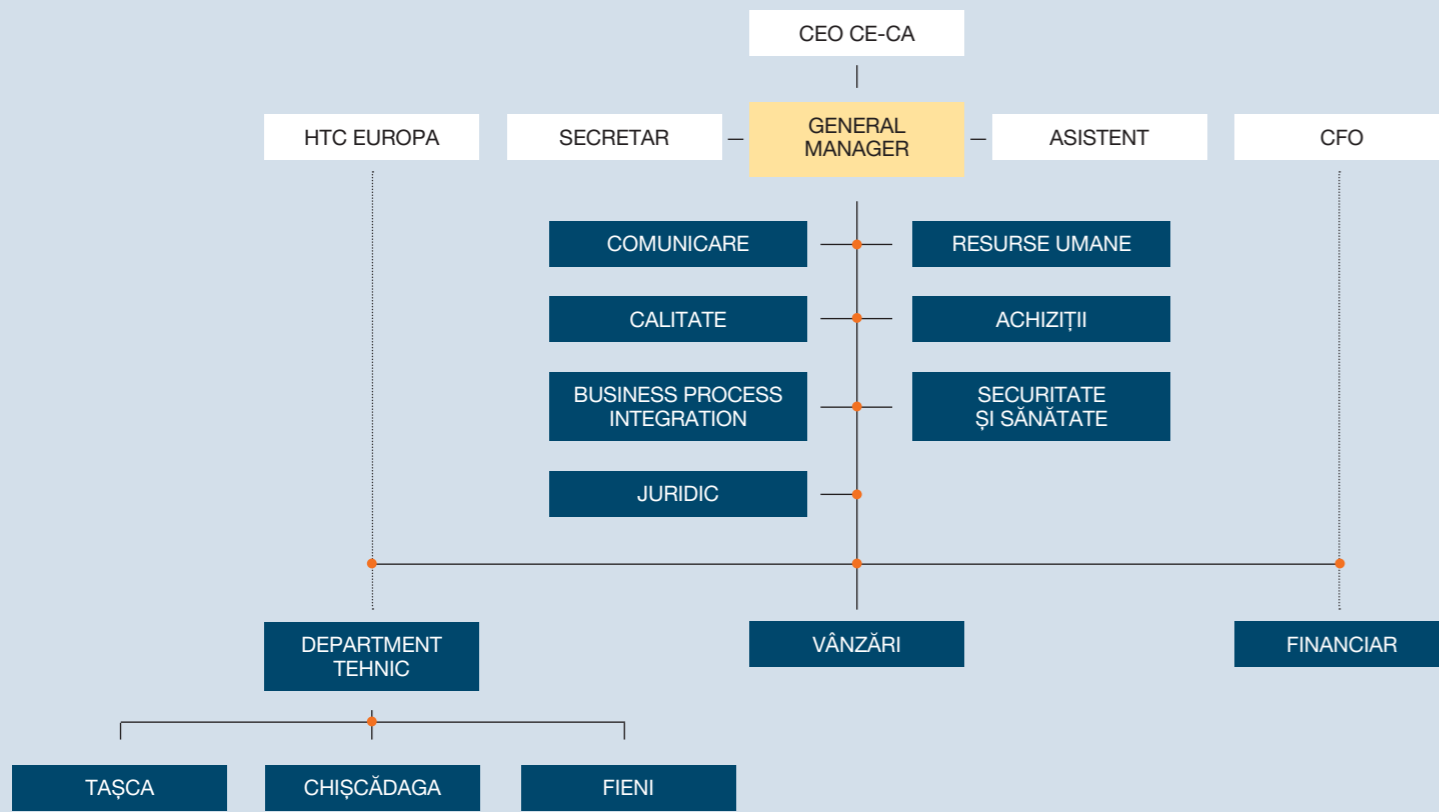 CEO CE-CA
HTC EUROPA
SECRETAR
GENERAL
MANAGER
ASISTENT
CFO
COMUNICARE
RESURSE UMANE
CALITATE
ACHIZIȚII
BUSINESS PROCESS
INTEGRATION
SECURITATE
ȘI SĂNĂTATE
JURIDIC
DEPARTMENT
TEHNIC
VÂNZĂRI
FINANCIAR
TAȘCA
CHIȘCĂDAGA
FIENI